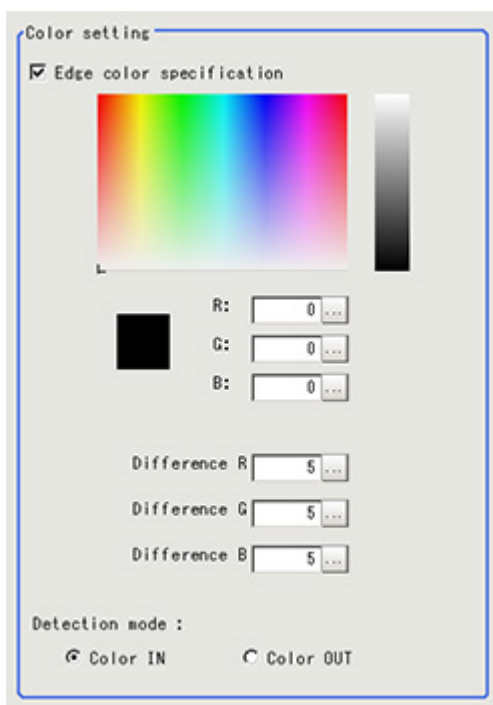 Color setting
Edge color specification
R: 0 ...
G: 0 ...
B: 0 ...
Difference R 5 ...
Difference G 5 ...
Difference B 5 ...
Detection mode :
Color IN Color OUT